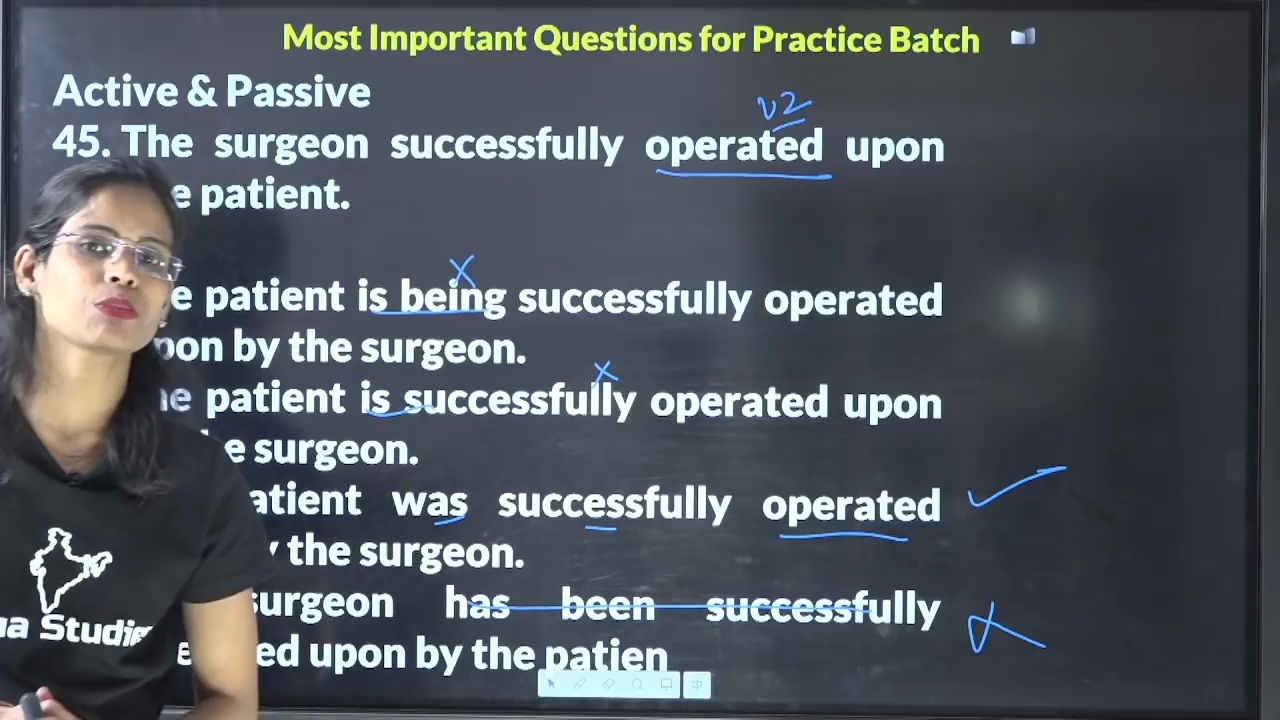 Most Important Questions for Practice Batch
Active & Passive
v2
45. The surgeon successfully operated upon
e patient.
x
e patient is being successfully operated
pon by the surgeon.
x
e patient is successfully operated upon
e surgeon.
atient was successfully operated
the surgeon.
surgeon has been successfully
ed upon by the patien
a Studie